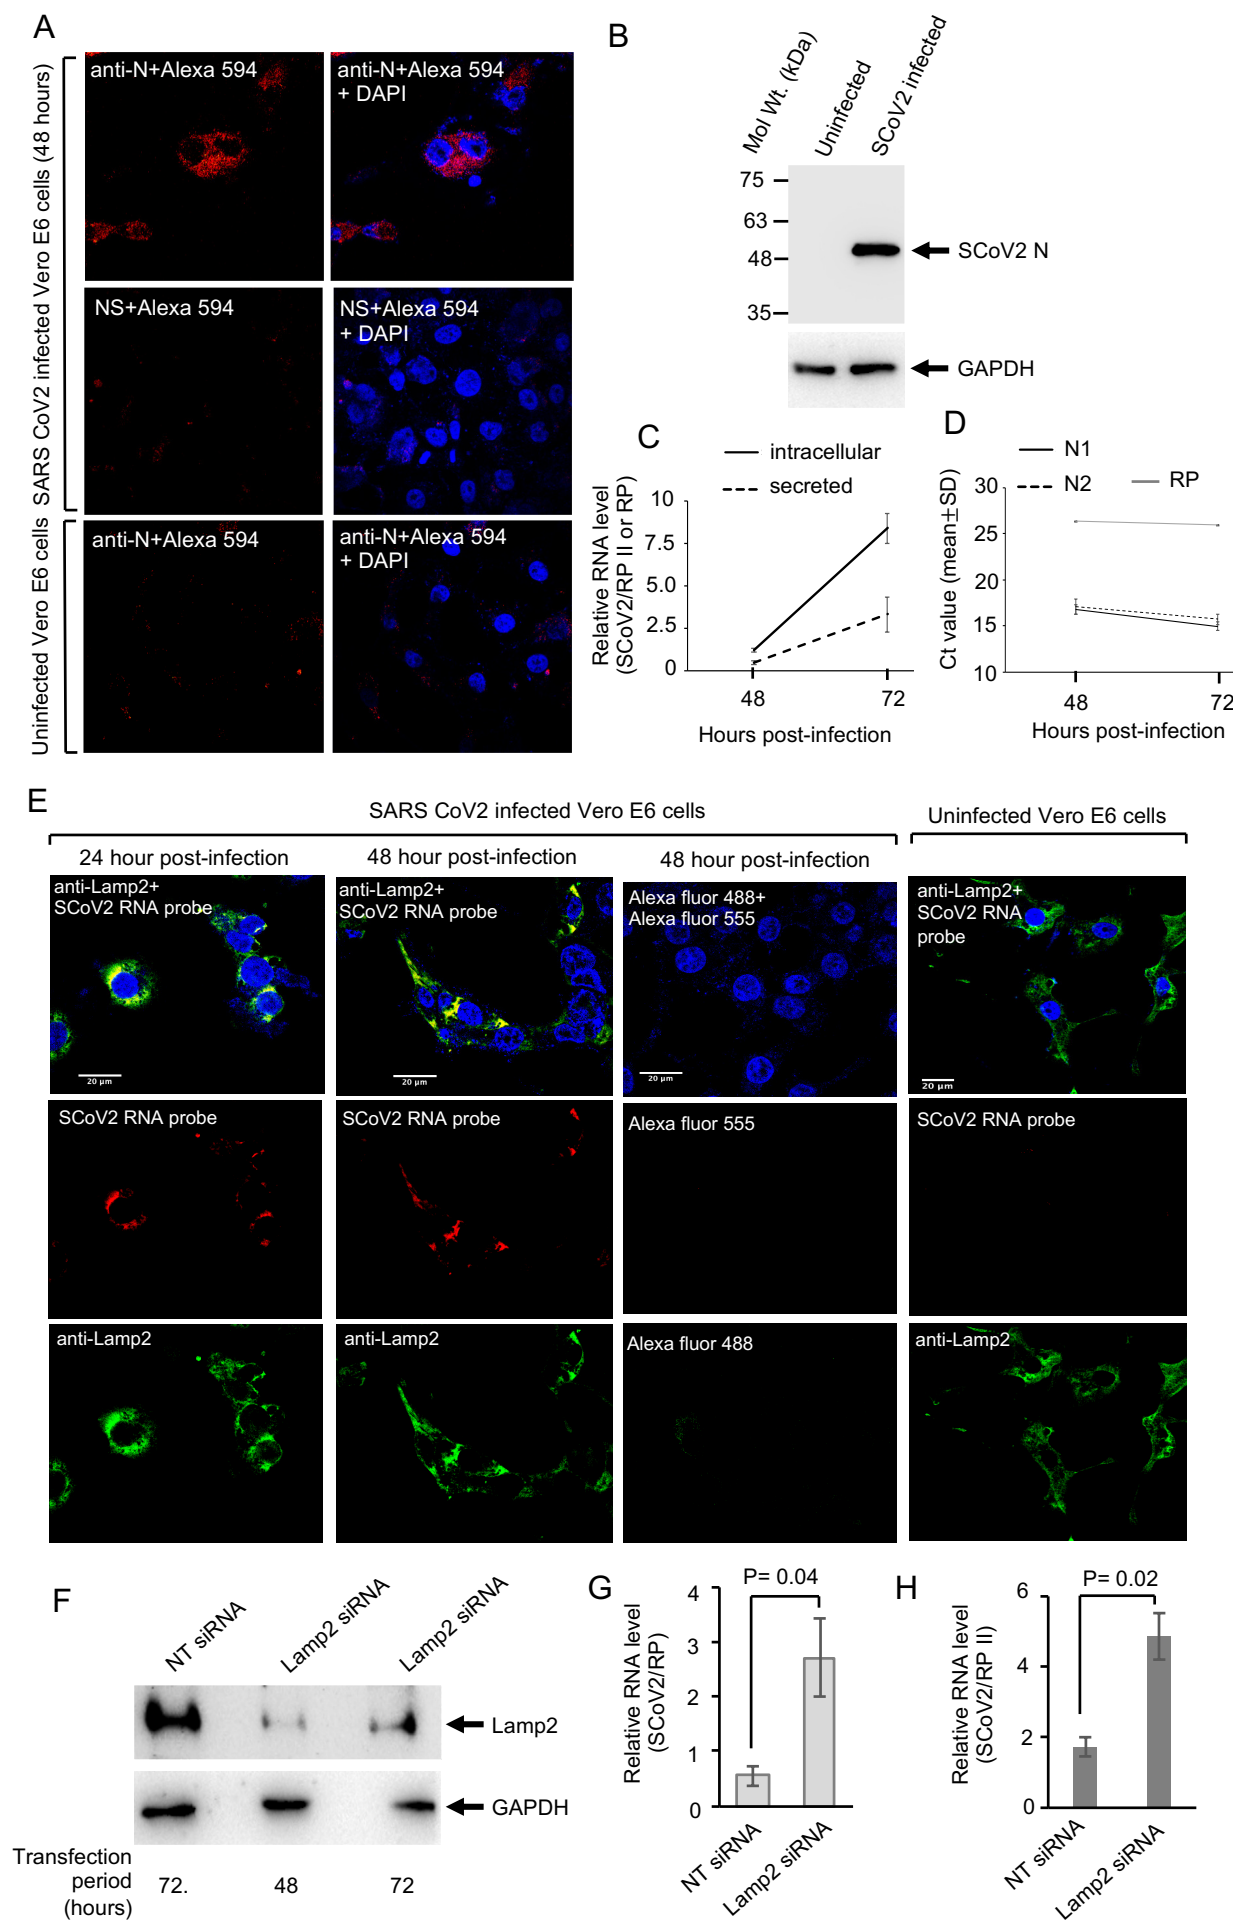 A
SARS CoV2 infected Vero E6 cells (48 hours)
Uninfected Vero E6 cells
anti-N+Alexa 594
anti-N+Alexa 594
+ DAPI
NS+Alexa 594
NS+Alexa 594
+ DAPI
anti-N+Alexa 594
anti-N+Alexa 594
+ DAPI
B
Mol Wt. (kDa)
Uninfected
SCoV2 infected
75
63
48
35
SCoV2 N
GAPDH
C
intracellular
secreted
Relative RNA level
(SCoV2/RP II or RP)
10
7.5
5.0
2.5
0
48
72
Hours post-infection
D
N1
N2
RP
Ct value (mean±SD)
30
25
20
15
10
48
72
Hours post-infection
E
SARS CoV2 infected Vero E6 cells
Uninfected Vero E6 cells
24 hour post-infection
48 hour post-infection
48 hour post-infection
anti-Lamp2+
SCoV2 RNA probe
20 µm
anti-Lamp2+
SCoV2 RNA probe
20 µm
Alexa fluor 488+
Alexa fluor 555
20 µm
anti-Lamp2+
SCoV2 RNA
probe
20 µm
SCoV2 RNA probe
SCoV2 RNA probe
Alexa fluor 555
SCoV2 RNA probe
anti-Lamp2
anti-Lamp2
Alexa fluor 488
anti-Lamp2
F
NT siRNA
Lamp2 siRNA
Lamp2 siRNA
Lamp2
GAPDH
Transfection
period
(hours)
72.
48
72
G
P= 0.04
Relative RNA level
(SCoV2/RP)
4
3
2
1
0
NT siRNA
Lamp2 siRNA
H
P= 0.02
Relative RNA level
(SCoV2/RP II)
6
4
2
0
NT siRNA
Lamp2 siRNA